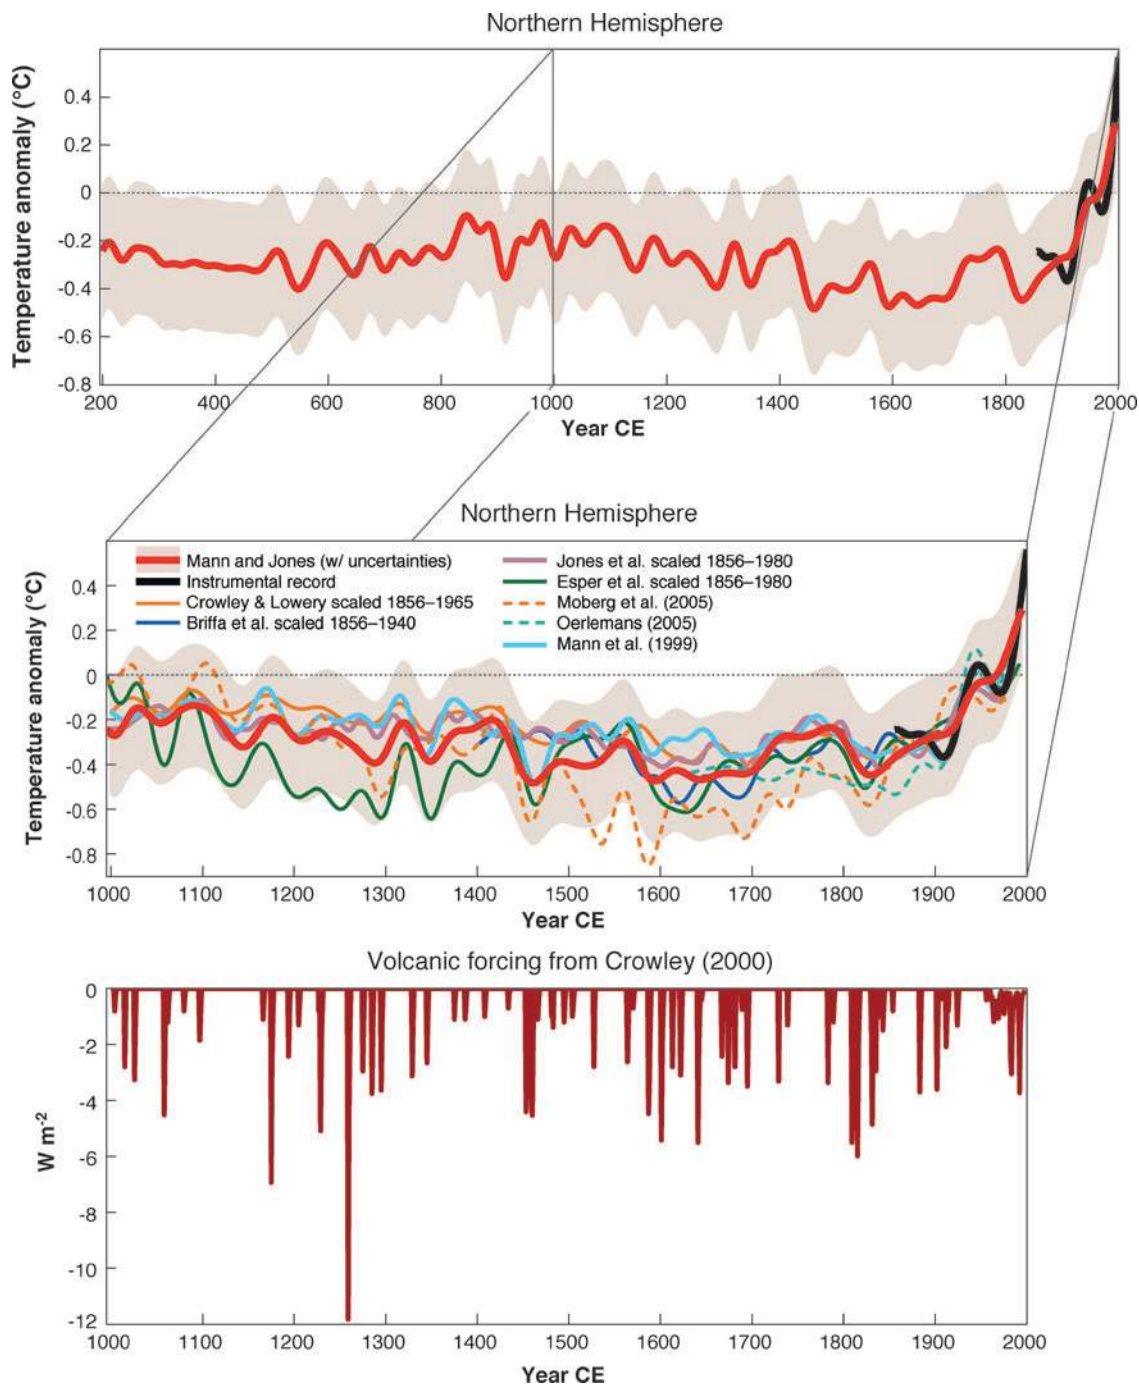 Northern Hemisphere
Temperature anomaly (°C)
0.4
0.2
0
-0.2
-0.4
-0.6
-0.8
200 400 600 800 1000 1200 1400 1600 1800 2000
Year CE
Northern Hemisphere
Mann and Jones (w/ uncertainties)
Instrumental record
Crowley & Lowery scaled 1856–1965
Briffa et al. scaled 1856–1940
Jones et al. scaled 1856–1980
Esper et al. scaled 1856–1980
Moberg et al. (2005)
Oerlemans (2005)
Mann et al. (1999)
Temperature anomaly (°C)
0.4
0.2
0
-0.2
-0.4
-0.6
-0.8
1000 1100 1200 1300 1400 1500 1600 1700 1800 1900 2000
Year CE
Volcanic forcing from Crowley (2000)
W m-2
0
-2
-4
-6
-8
-10
-12
1000 1100 1200 1300 1400 1500 1600 1700 1800 1900 2000
Year CE